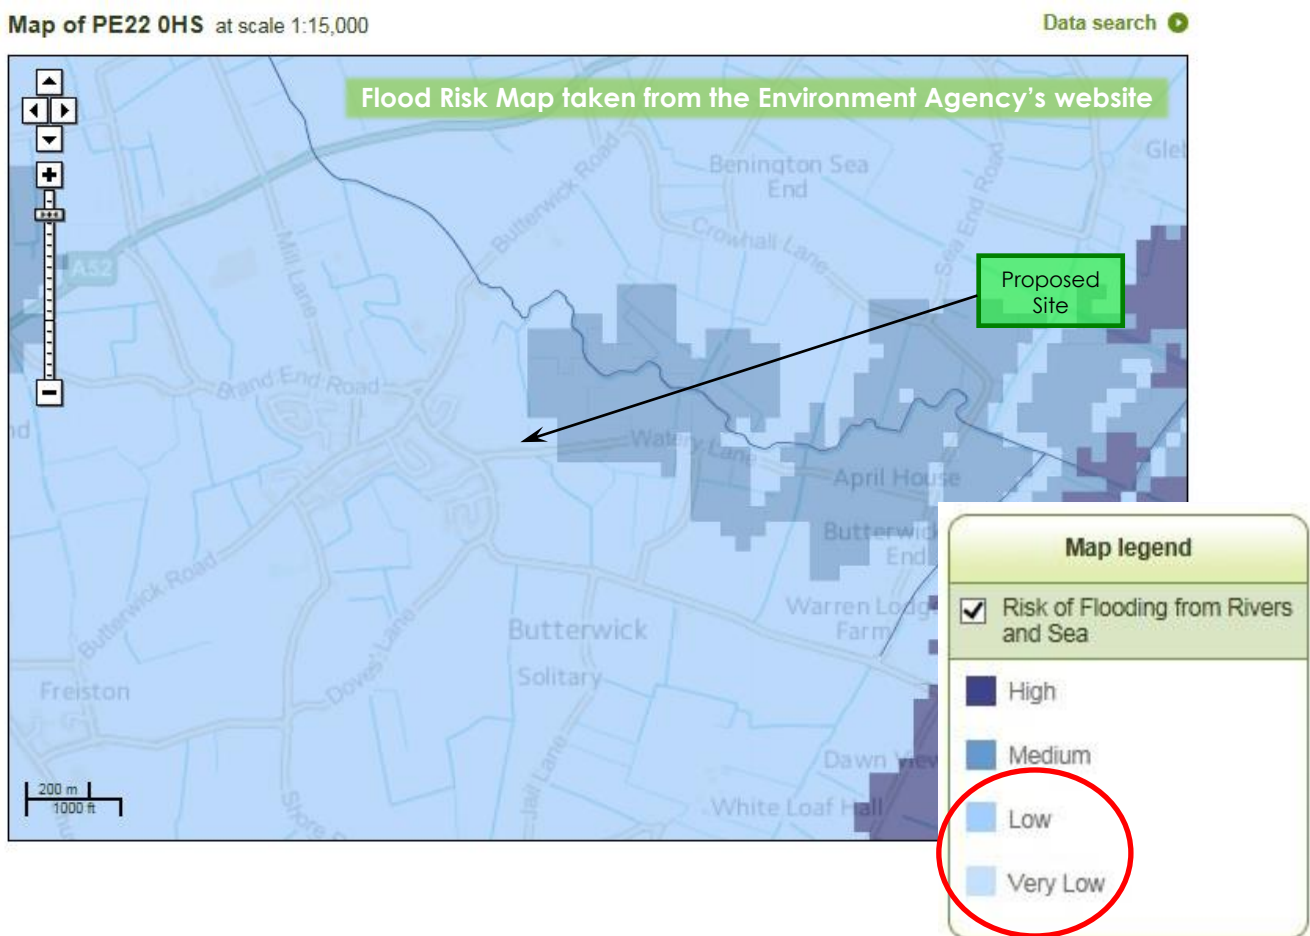 Map of PE22 0HS at scale 1:15,000
Data search
Flood Risk Map taken from the Environment Agency's website
Benington Sea
End
Butterwick Road
Sea End Road
Crowhall Lane
Mill Lane
A52
Proposed
Site
Brand End Road
Watery Lane
April House
Butterwick
End
Butterwick Road
Warren Lodge
Farm
Butterwick
Doves Lane
Solitary
Freiston
Dawn View
Jail Lane
White Loaf Hall
Shore
200 m
1000 ft
Map legend
Risk of Flooding from Rivers
and Sea
High
Medium
Low
Very Low